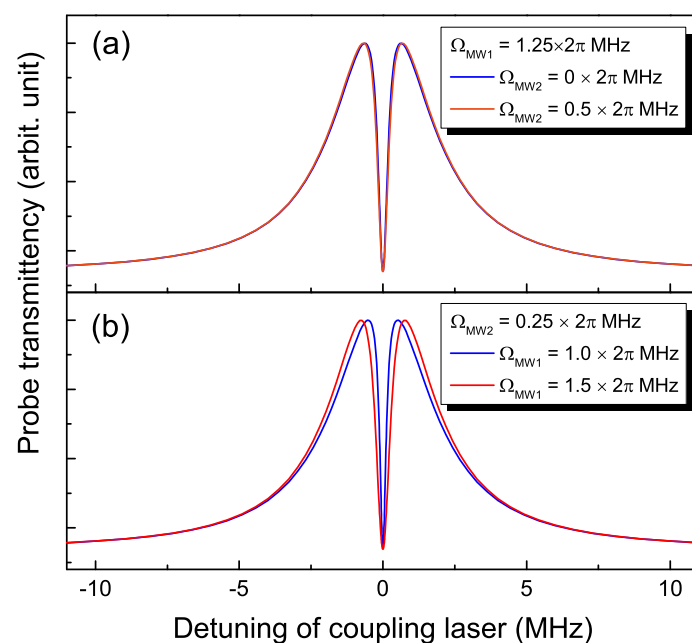 (a)
Ω_MW1 = 1.25×2π MHz
Ω_MW2 = 0 × 2π MHz
Ω_MW2 = 0.5 × 2π MHz
(b)
Ω_MW2 = 0.25 × 2π MHz
Ω_MW1 = 1.0 × 2π MHz
Ω_MW1 = 1.5 × 2π MHz
Probe transmittency (arbit. unit)
-10 -5 0 5 10
Detuning of coupling laser (MHz)